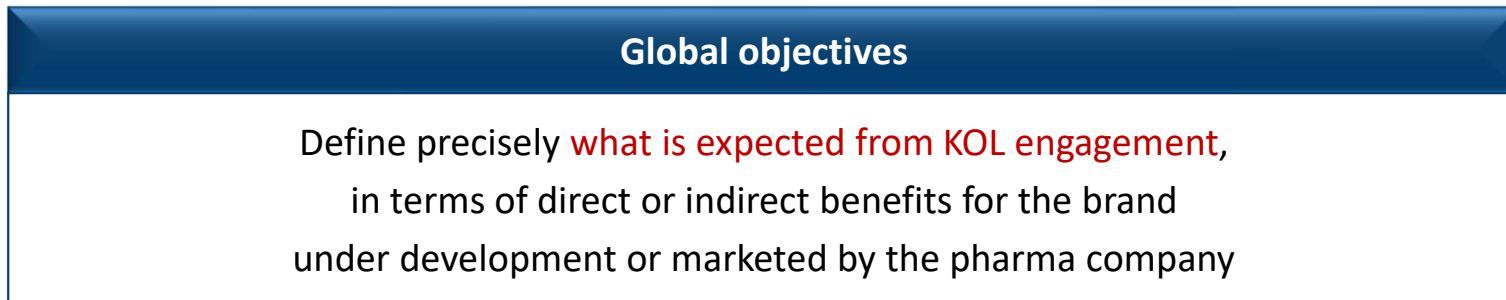 Global objectives
Define precisely what is expected from KOL engagement,
in terms of direct or indirect benefits for the brand
under development or marketed by the pharma company